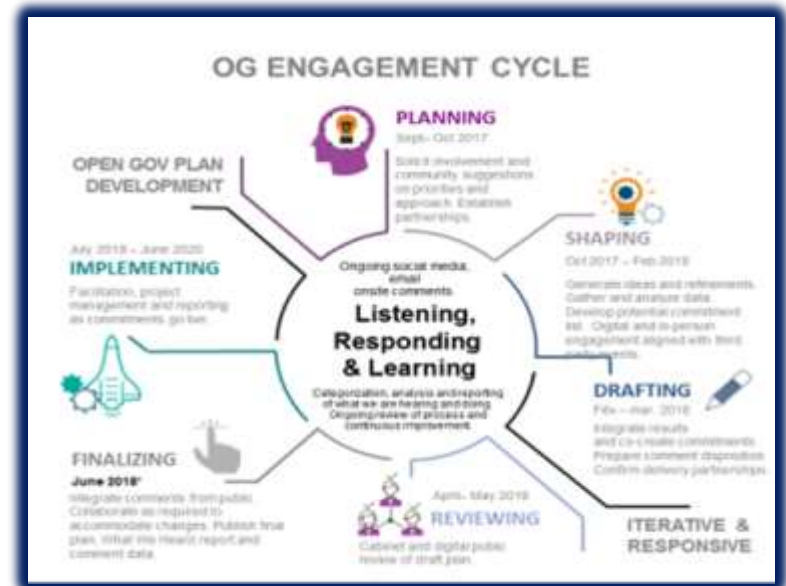 OG ENGAGEMENT CYCLE
PLANNING
Sept- Oct 2017
Solicit involvement and
community suggestions
on priorities and
approach. Establish
partnerships.
OPEN GOV PLAN
DEVELOPMENT
SHAPING
Oct 2017 – Feb 2018
Generate ideas and refinements.
Gather and analyze data.
Develop potential commitment
list. Digital and in-person
engagement aligned with third
party events.
July 2018 – June 2020
IMPLEMENTING
Facilitation, project
management and reporting
as commitments go live.
Ongoing social media,
email
onsite comments.
Listening,
Responding
& Learning
Categorization, analysis and reporting
of what we are hearing and doing.
Ongoing review of process and
continuous improvement.
DRAFTING
Feb – mar. 2018
Integrate results
and co-create commitments.
Prepare comment disposition.
Confirm delivery partnerships.
FINALIZING
June 2018*
Integrate comments from public.
Collaborate as required to
accommodate changes. Publish final
plan, What We Heard report and
comment data.
April- May 2018
REVIEWING
Cabinet and digital public
review of draft plan.
ITERATIVE &
RESPONSIVE